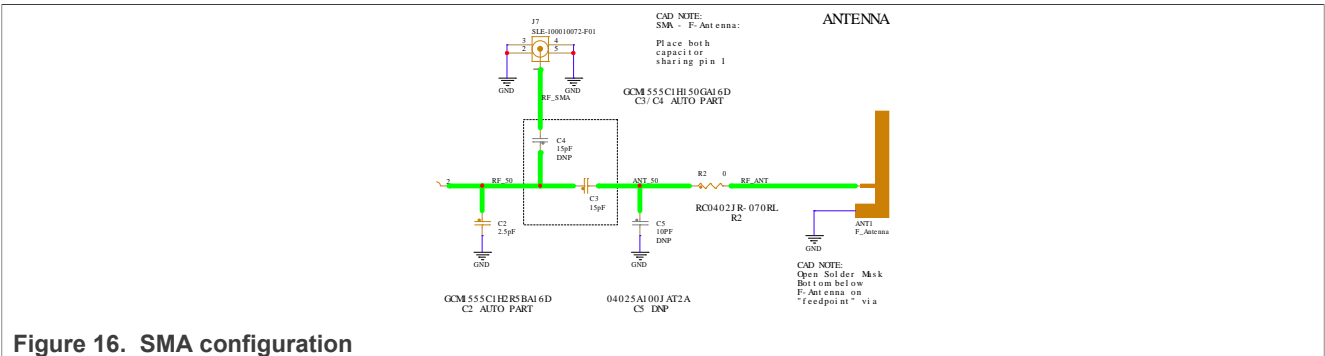 CAD NOTE:
SMA - F-Antenna:
Place both
capacitor
sharing pin 1
ANTENNA
J7
SLE-100010072-F01
3
4
2
5
GND
GND
RF_SMA
GCM1555C1H150GA16D
C3/C4 AUTO PART
C4
15pF
DNP
2
RF_50
ANT_50
R2
0
RF_ANT
C3
15pF
RC0402JR-070RL
R2
C2
2.5pF
C5
10PF
DNP
ANT1
F_Antenna
GND
GND
GND
CAD NOTE:
Open Solder Mask
Bottom below
F-Antenna on
"feedpoint" via
GCM1555C1H2R5BA16D
C2 AUTO PART
04025A100JAT2A
C5 DNP
Figure 16. SMA configuration